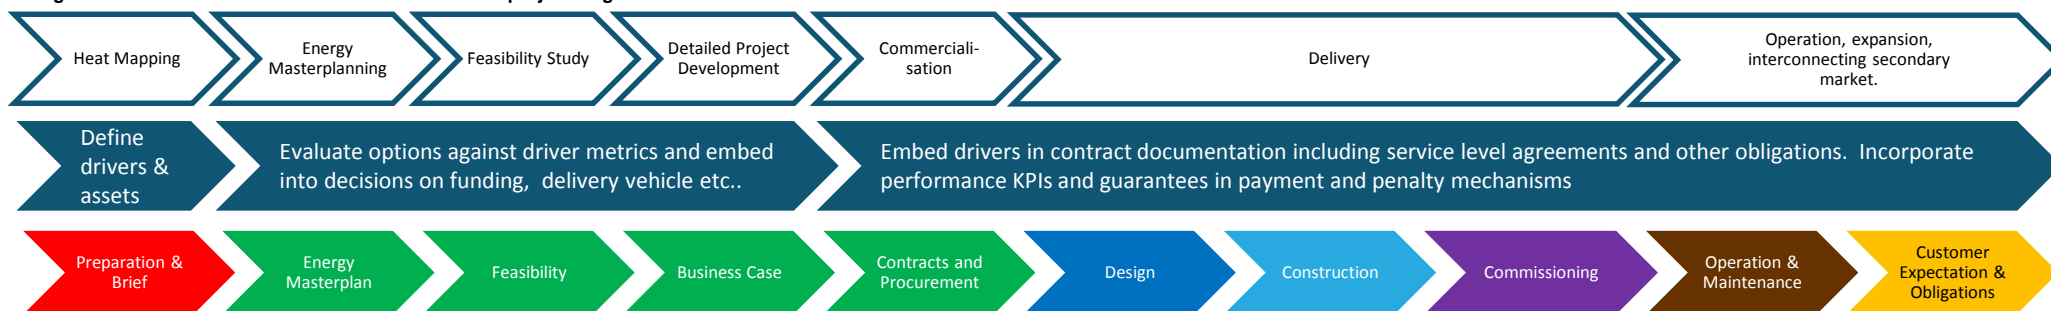 Heat Mapping
Energy
Masterplanning
Feasibility Study
Detailed Project
Development
Commerciali-
sation
Delivery
Operation, expansion,
interconnecting secondary
market.
Define
drivers &
assets
Evaluate options against driver metrics and embed
into decisions on funding,  delivery vehicle etc..
Embed drivers in contract documentation including service level agreements and other obligations.  Incorporate
performance KPIs and guarantees in payment and penalty mechanisms
Preparation &
Brief
Energy
Masterplan
Feasibility
Business Case
Contracts and
Procurement
Design
Construction
Commissioning
Operation &
Maintenance
Customer
Expectation &
Obligations